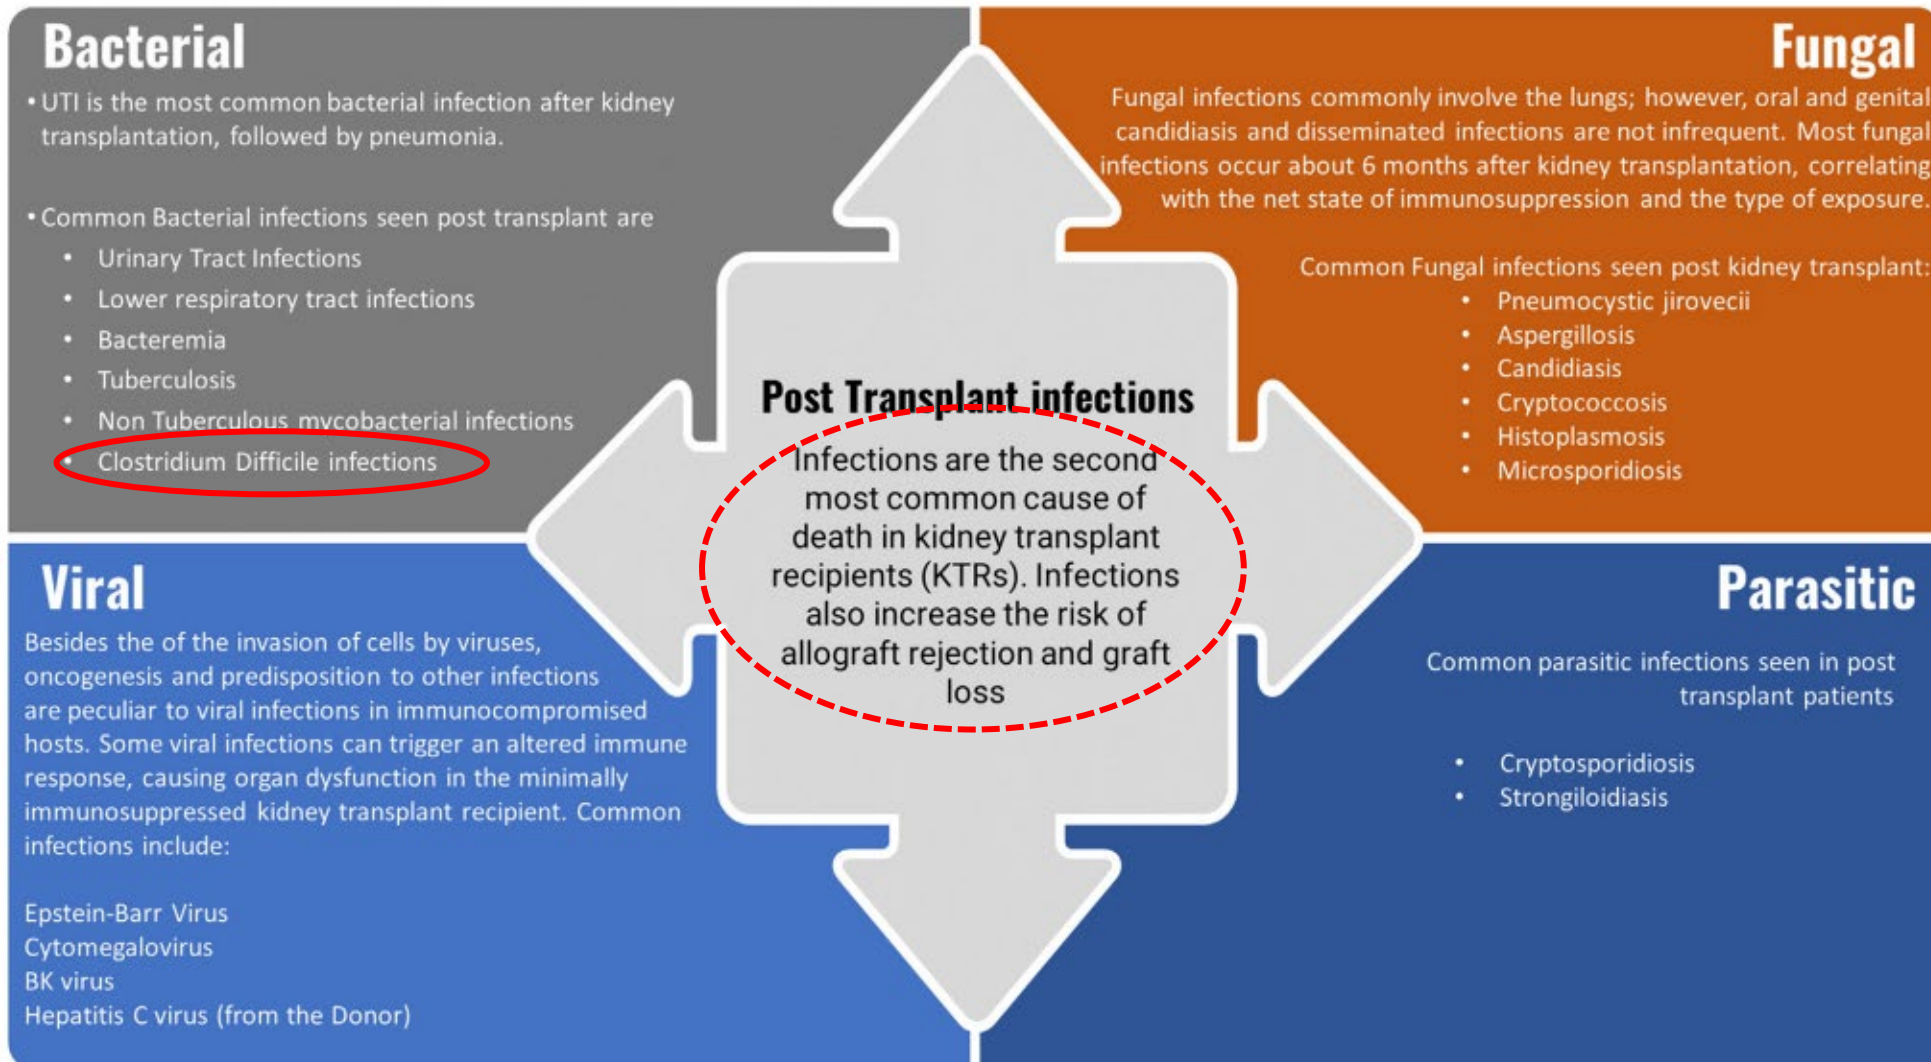 Bacterial
• UTI is the most common bacterial infection after kidney
transplantation, followed by pneumonia.
• Common Bacterial infections seen post transplant are
• Urinary Tract Infections
• Lower respiratory tract infections
• Bacteremia
• Tuberculosis
• Non Tuberculous mycobacterial infections
• Clostridium Difficile infections
Fungal
Fungal infections commonly involve the lungs; however, oral and genital
candidiasis and disseminated infections are not infrequent. Most fungal
infections occur about 6 months after kidney transplantation, correlating
with the net state of immunosuppression and the type of exposure.
Common Fungal infections seen post kidney transplant:
• Pneumocystic jirovecii
• Aspergillosis
• Candidiasis
• Cryptococcosis
• Histoplasmosis
• Microsporidiosis
Post Transplant infections
Infections are the second
most common cause of
death in kidney transplant
recipients (KTRs). Infections
also increase the risk of
allograft rejection and graft
loss
Viral
Besides the of the invasion of cells by viruses,
oncogenesis and predisposition to other infections
are peculiar to viral infections in immunocompromised
hosts. Some viral infections can trigger an altered immune
response, causing organ dysfunction in the minimally
immunosuppressed kidney transplant recipient. Common
infections include:
Epstein-Barr Virus
Cytomegalovirus
BK virus
Hepatitis C virus (from the Donor)
Parasitic
Common parasitic infections seen in post
transplant patients
• Cryptosporidiosis
• Strongiloidiasis